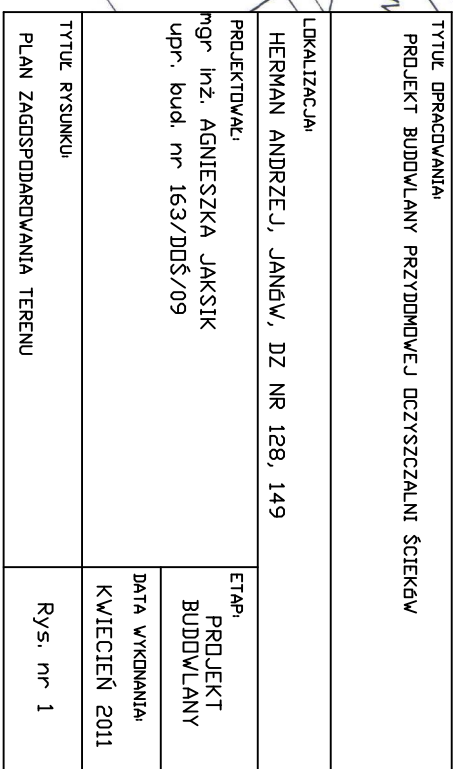 TYTUŁ OPRACOWANIA:
PROJEKT BUDOWLANY PRZYDOMOWEJ OCZYSZCZALNI ŚCIEKÓW
LOKALIZACJA:
HERMAN ANDRZEJ, JANÓW, DZ NR 128, 149
PROJEKTOWAŁ:
mgr inż. AGNIESZKA JAKSIK
upr. bud. nr 163/DOŚ/09
ETAP:
PROJEKT
BUDOWLANY
DATA WYKONANIA:
KWIECIEŃ 2011
TYTUŁ RYSUNKU:
PLAN ZAGOSPODAROWANIA TERENU
Rys. nr 1